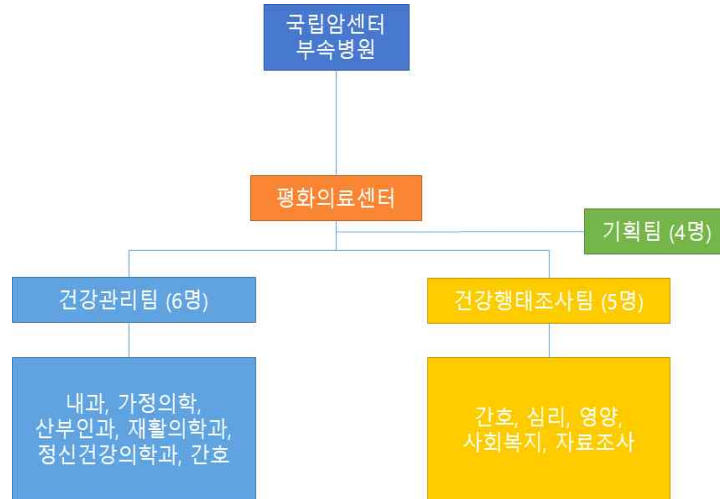 국립암센터
부속병원
평화의료센터
기획팀 (4명)
건강관리팀 (6명)
건강행태조사팀 (5명)
내과, 가정의학,
산부인과, 재활의학과,
정신건강의학과, 간호
간호, 심리, 영양,
사회복지, 자료조사